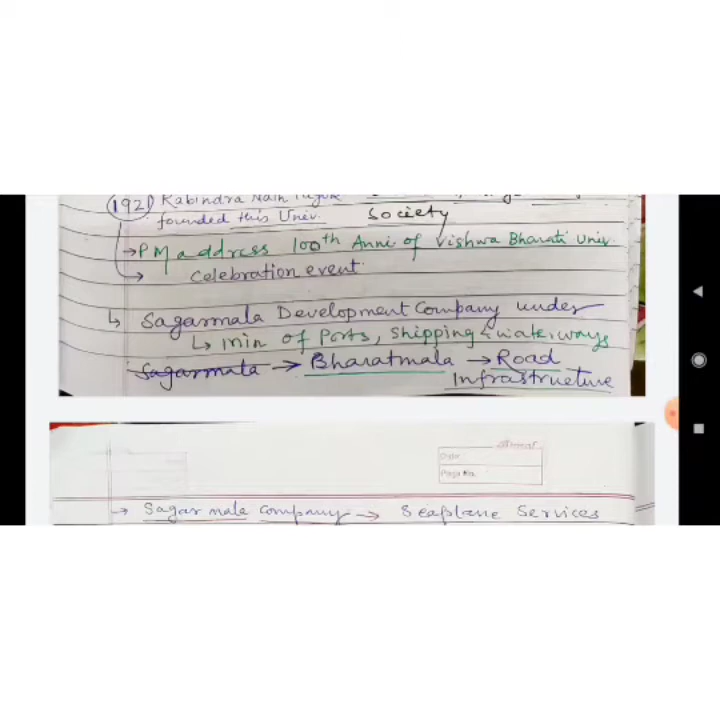 1921 Rabindra Nath
founded this Univ. Society
→ PM address 100th Anni of Vishwa Bharati Univ.
→ Celebration event
↳ Sagarmala Development Company under
↳ min of Ports, Shipping & waterways
Sagarmala → Bharatmala → Road
Infrastructure
Date
Page No.
→ Sagar mala Company → Seaplane Services